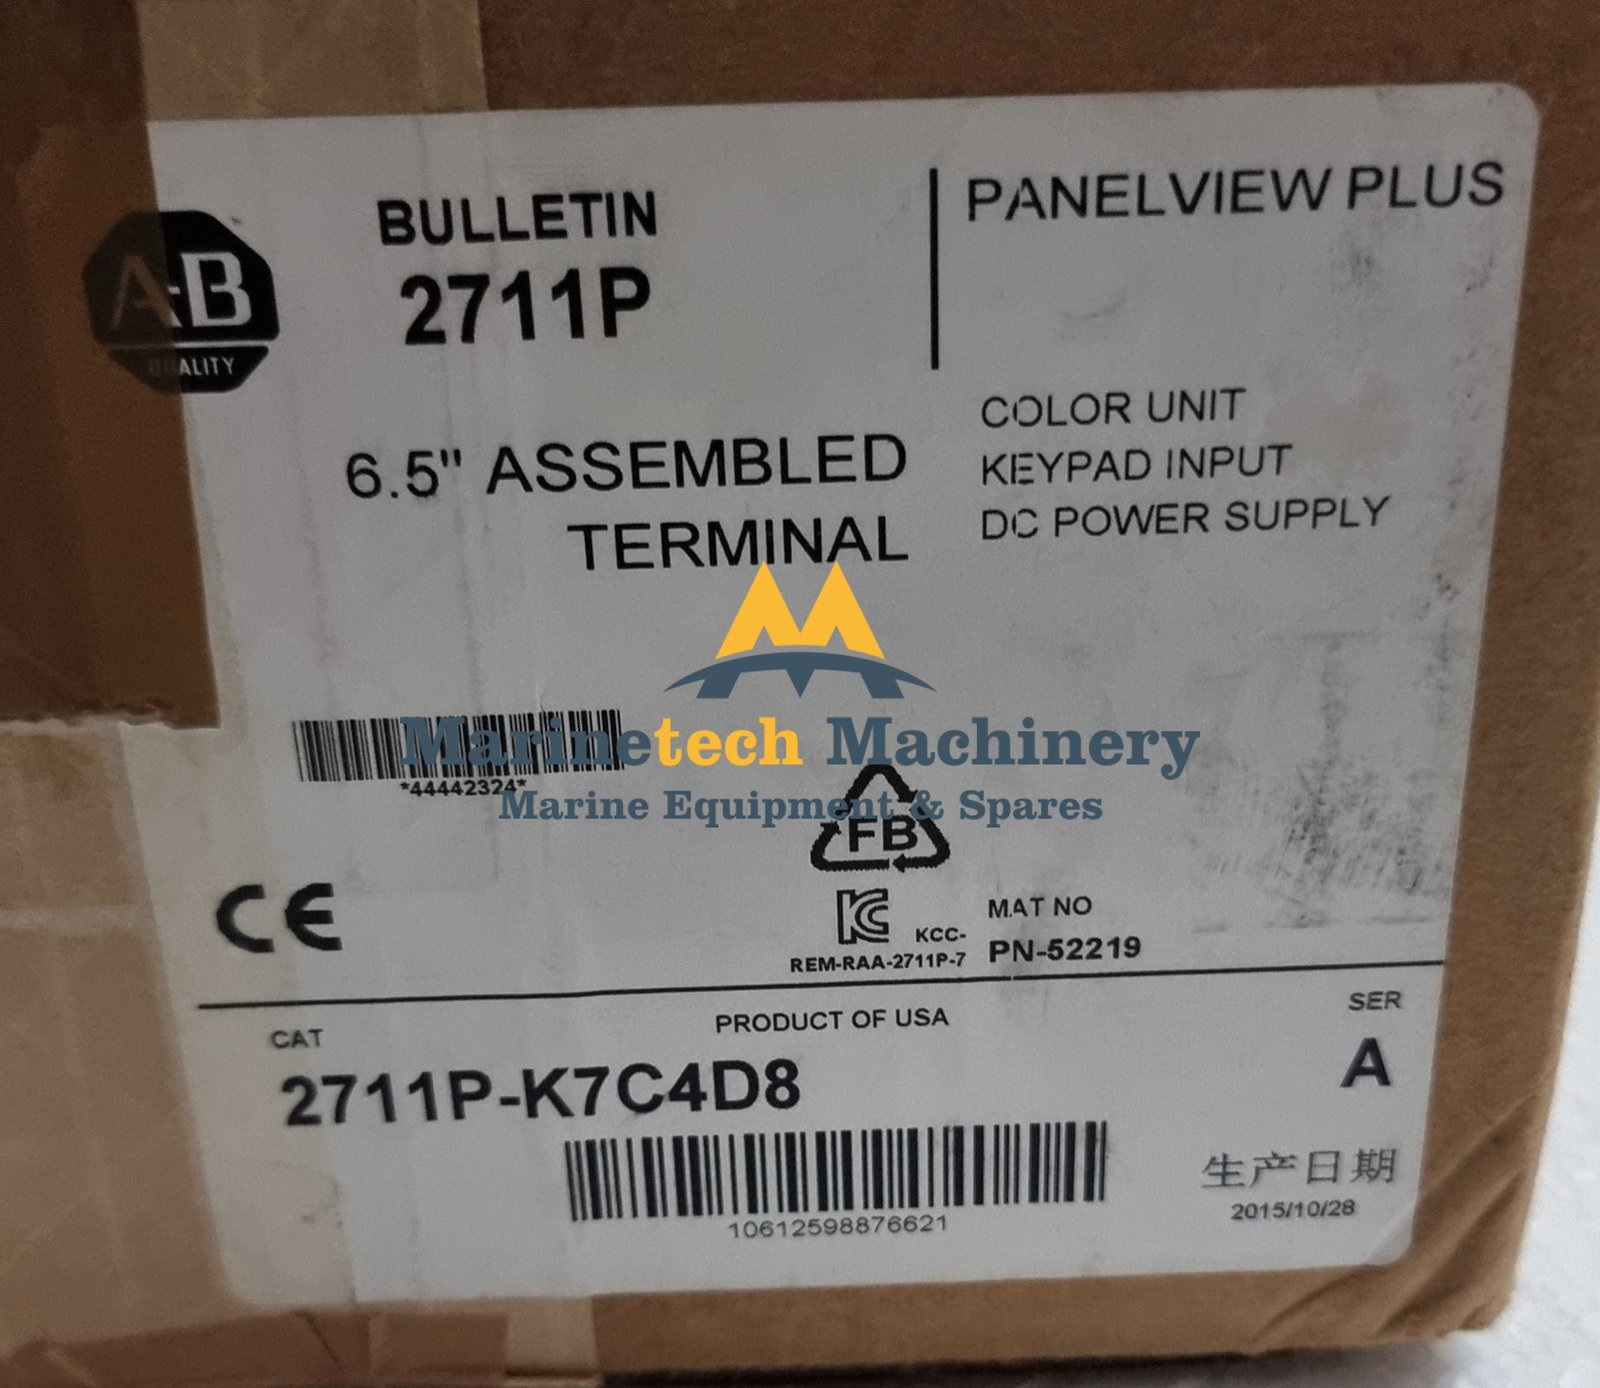 A-B
QUALITY
BULLETIN
2711P
PANELVIEW PLUS
6.5" ASSEMBLED
TERMINAL
COLOR UNIT
KEYPAD INPUT
DC POWER SUPPLY
Marinetech Machinery
Marine Equipment & Spares
*44442324*
FB
CE
KC
KCC-
REM-RAA-2711P-7
MAT NO
PN-52219
CAT
PRODUCT OF USA
SER
2711P-K7C4D8
A
10612598876621
生产日期
2015/10/28